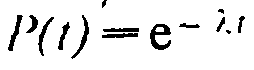 P(t) = e^{- λt}